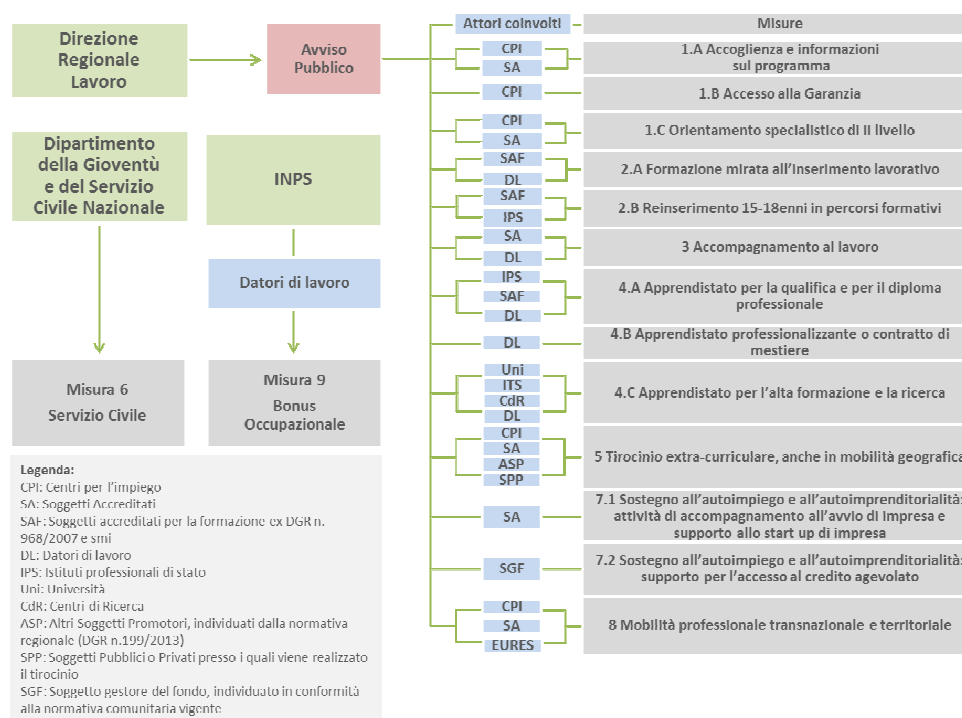 Direzione
Regionale
Lavoro
Avviso
Pubblico
Dipartimento
della Gioventù
e del Servizio
Civile Nazionale
INPS
Datori di lavoro
Misura 6
Servizio Civile
Misura 9
Bonus
Occupazionale
Legenda:
CPI: Centri per l'impiego
SA: Soggetti Accreditati
SAF: Soggetti accreditati per la formazione ex DGR n.
968/2007 e smi
DL: Datori di lavoro
IPS: Istituti professionali di stato
Uni: Università
CdR: Centri di Ricerca
ASP: Altri Soggetti Promotori, individuati dalla normativa
regionale (DGR n.199/2013)
SPP: Soggetti Pubblici o Privati presso i quali viene realizzato
il tirocinio
SGF: Soggetto gestore del fondo, individuato in conformità
alla normativa comunitaria vigente
Attori coinvolti
Misure
CPI
SA
1.A Accoglienza e informazioni
sul programma
CPI
1.B Accesso alla Garanzia
CPI
SA
1.C Orientamento specialistico di II livello
SAF
DL
2.A Formazione mirata all'inserimento lavorativo
SAF
IPS
2.B Reinserimento 15-18enni in percorsi formativi
SA
DL
3 Accompagnamento al lavoro
IPS
SAF
DL
4.A Apprendistato per la qualifica e per il diploma
professionale
DL
4.B Apprendistato professionalizzante o contratto di
mestiere
Uni
ITS
CdR
DL
4.C Apprendistato per l'alta formazione e la ricerca
CPI
SA
ASP
SPP
5 Tirocinio extra-curriculare, anche in mobilità geografica
SA
7.1 Sostegno all'autoimpiego e all'autoimprenditorialità:
attività di accompagnamento all'avvio di impresa e
supporto allo start up di impresa
SGF
7.2 Sostegno all'autoimpiego e all'autoimprenditorialità:
supporto per l'accesso al credito agevolato
CPI
SA
EURES
8 Mobilità professionale transnazionale e territoriale